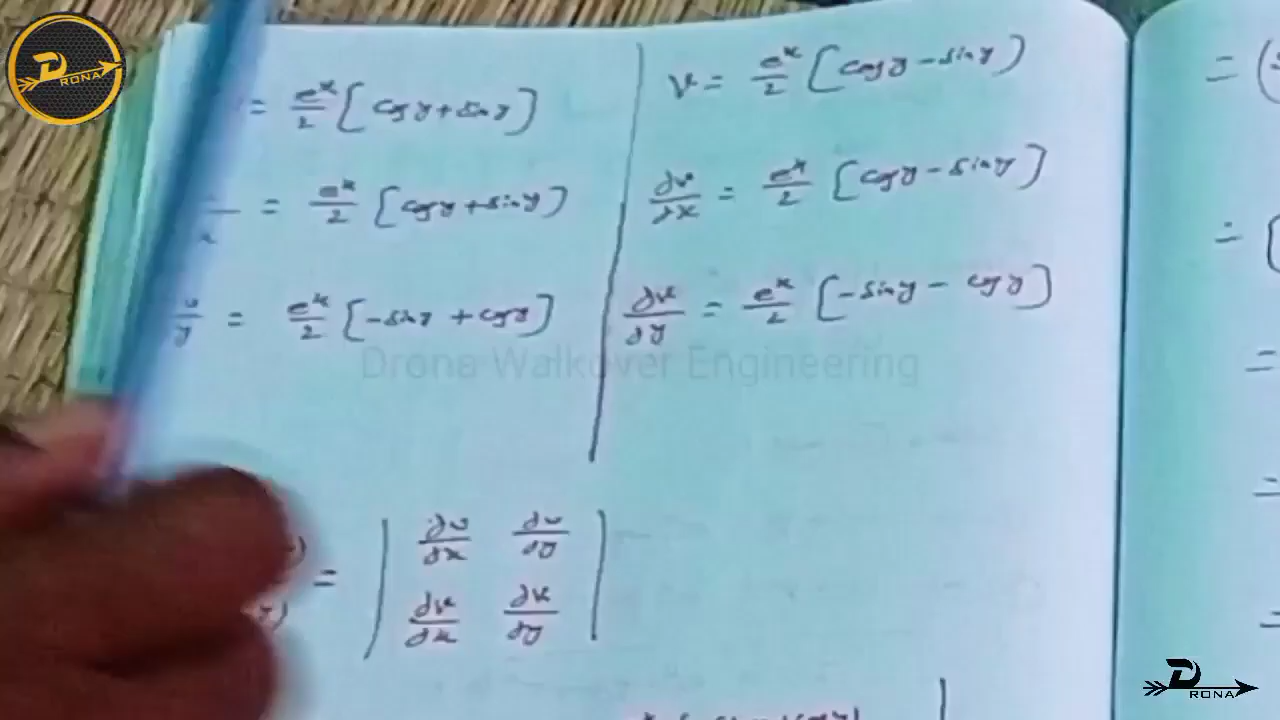 DRONA
= e^x/2 [cos y + sin y]
v = e^x/2 [cos y - sin y]
x = e^x/2 [cos y + sin y]
∂v/∂x = e^x/2 [cos y - sin y]
y = e^x/2 [-sin y + cos y]
∂v/∂y = e^x/2 [-sin y - cos y]
Drona Walkover Engineering
= | ∂u/∂x ∂u/∂y |
| ∂v/∂x ∂v/∂y |
DRONA